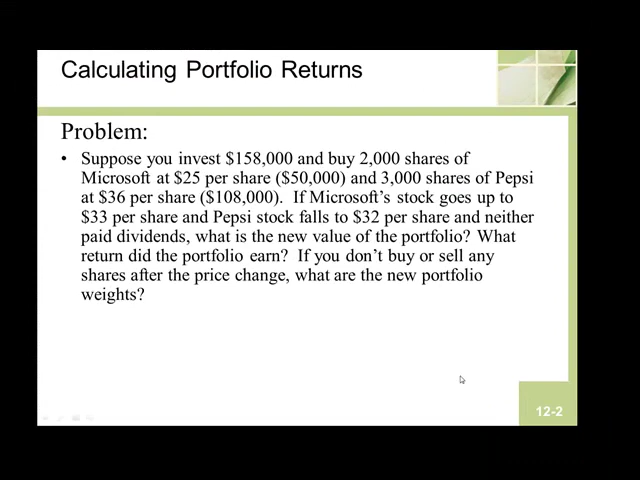 Calculating Portfolio Returns
Problem:
• Suppose you invest $158,000 and buy 2,000 shares of
Microsoft at $25 per share ($50,000) and 3,000 shares of Pepsi
at $36 per share ($108,000).  If Microsoft’s stock goes up to
$33 per share and Pepsi stock falls to $32 per share and neither
paid dividends, what is the new value of the portfolio? What
return did the portfolio earn?  If you don’t buy or sell any
shares after the price change, what are the new portfolio
weights?
12-2